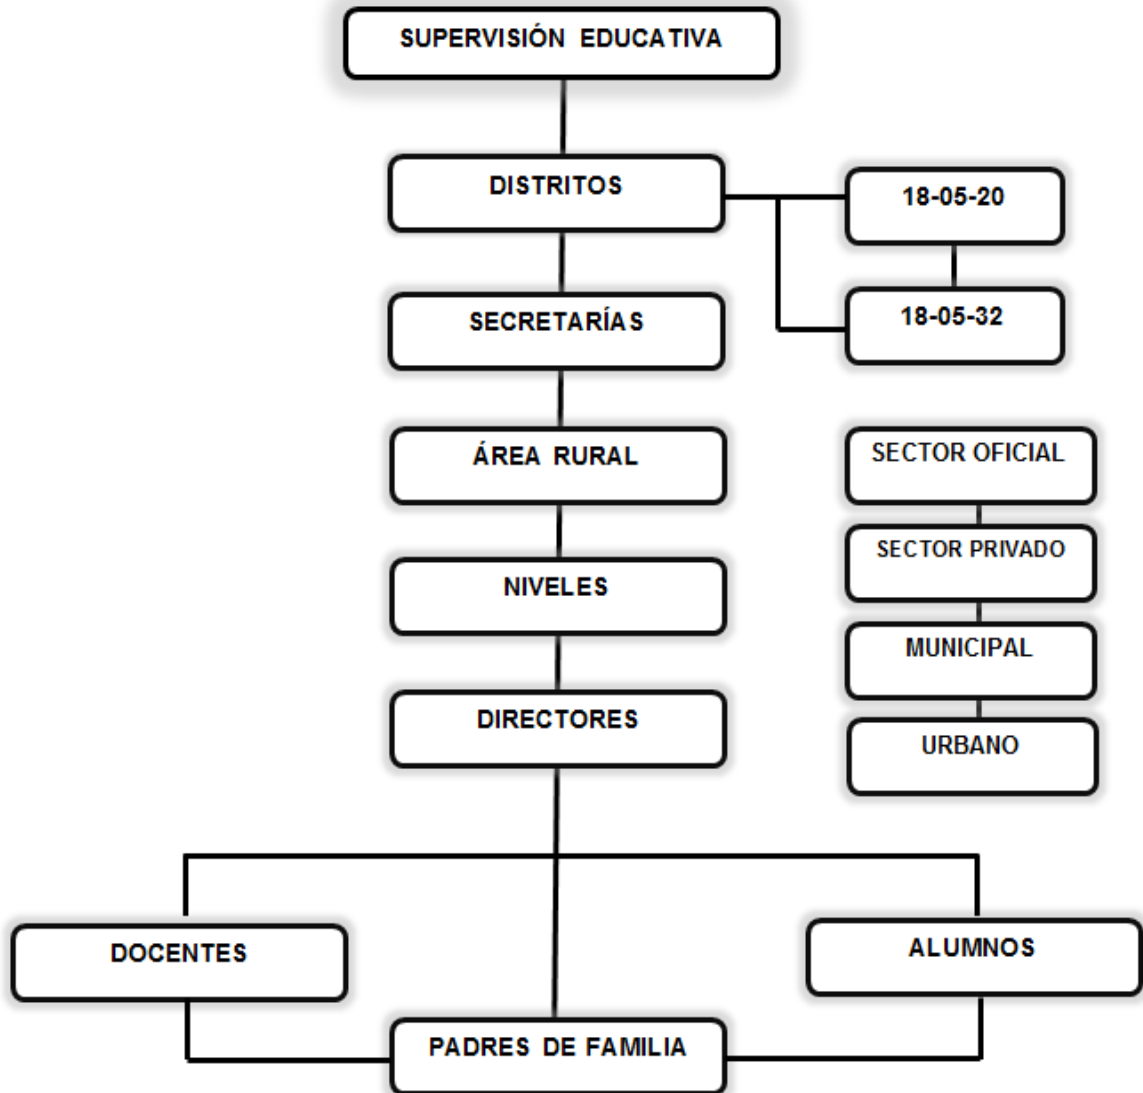 SUPERVISIÓN EDUCATIVA
DISTRITOS
18-05-20
SECRETARÍAS
18-05-32
ÁREA RURAL
SECTOR OFICIAL
SECTOR PRIVADO
NIVELES
MUNICIPAL
DIRECTORES
URBANO
DOCENTES
ALUMNOS
PADRES DE FAMILIA